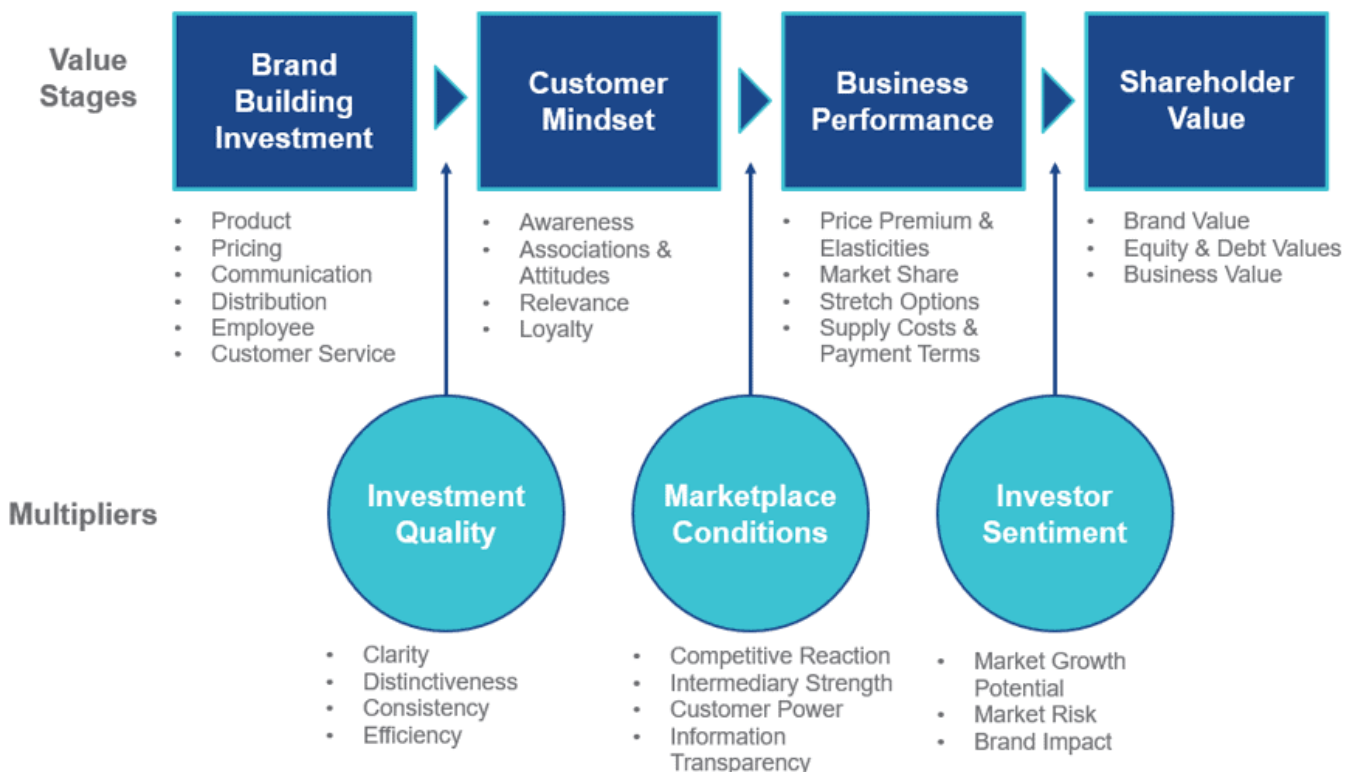 Value
Stages
Brand
Building
Investment
Customer
Mindset
Business
Performance
Shareholder
Value
• Product
• Pricing
• Communication
• Distribution
• Employee
• Customer Service
• Awareness
• Associations &
Attitudes
• Relevance
• Loyalty
• Price Premium &
Elasticities
• Market Share
• Stretch Options
• Supply Costs &
Payment Terms
• Brand Value
• Equity & Debt Values
• Business Value
Multipliers
Investment
Quality
Marketplace
Conditions
Investor
Sentiment
• Clarity
• Distinctiveness
• Consistency
• Efficiency
• Competitive Reaction
• Intermediary Strength
• Customer Power
• Information
Transparency
• Market Growth
Potential
• Market Risk
• Brand Impact